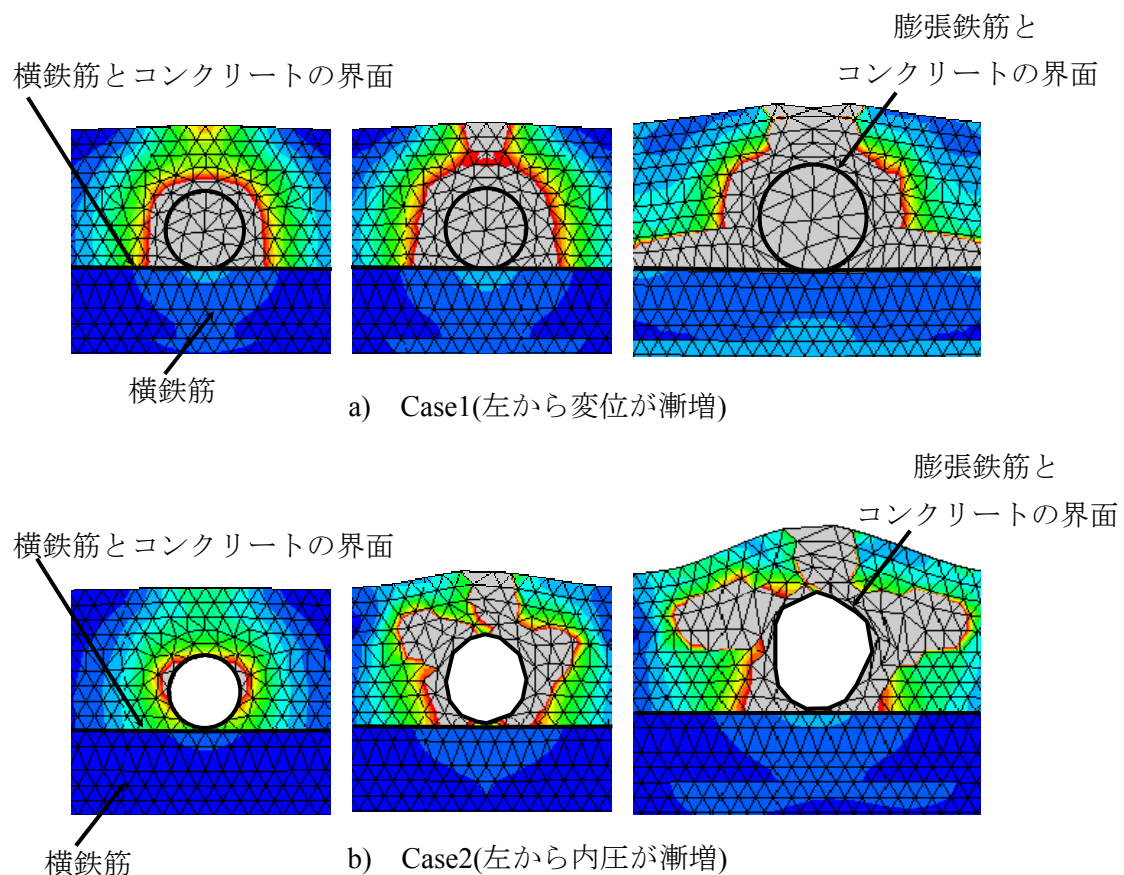 膨張鉄筋と
コンクリートの界面
横鉄筋とコンクリートの界面
横鉄筋
a) Case1(左から変位が漸増)
膨張鉄筋と
コンクリートの界面
横鉄筋とコンクリートの界面
横鉄筋
b) Case2(左から内圧が漸増)